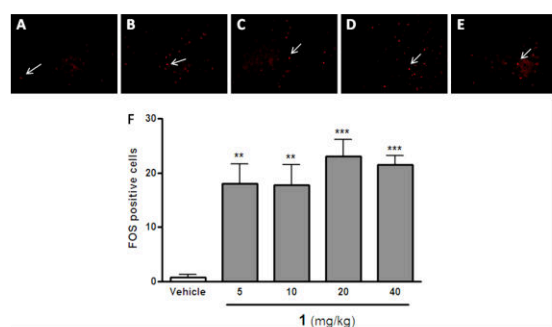 A B C D E
F
30
20
10
0
FOS positive cells
** ** *** ***
Vehicle 5 10 20 40
1 (mg/kg)